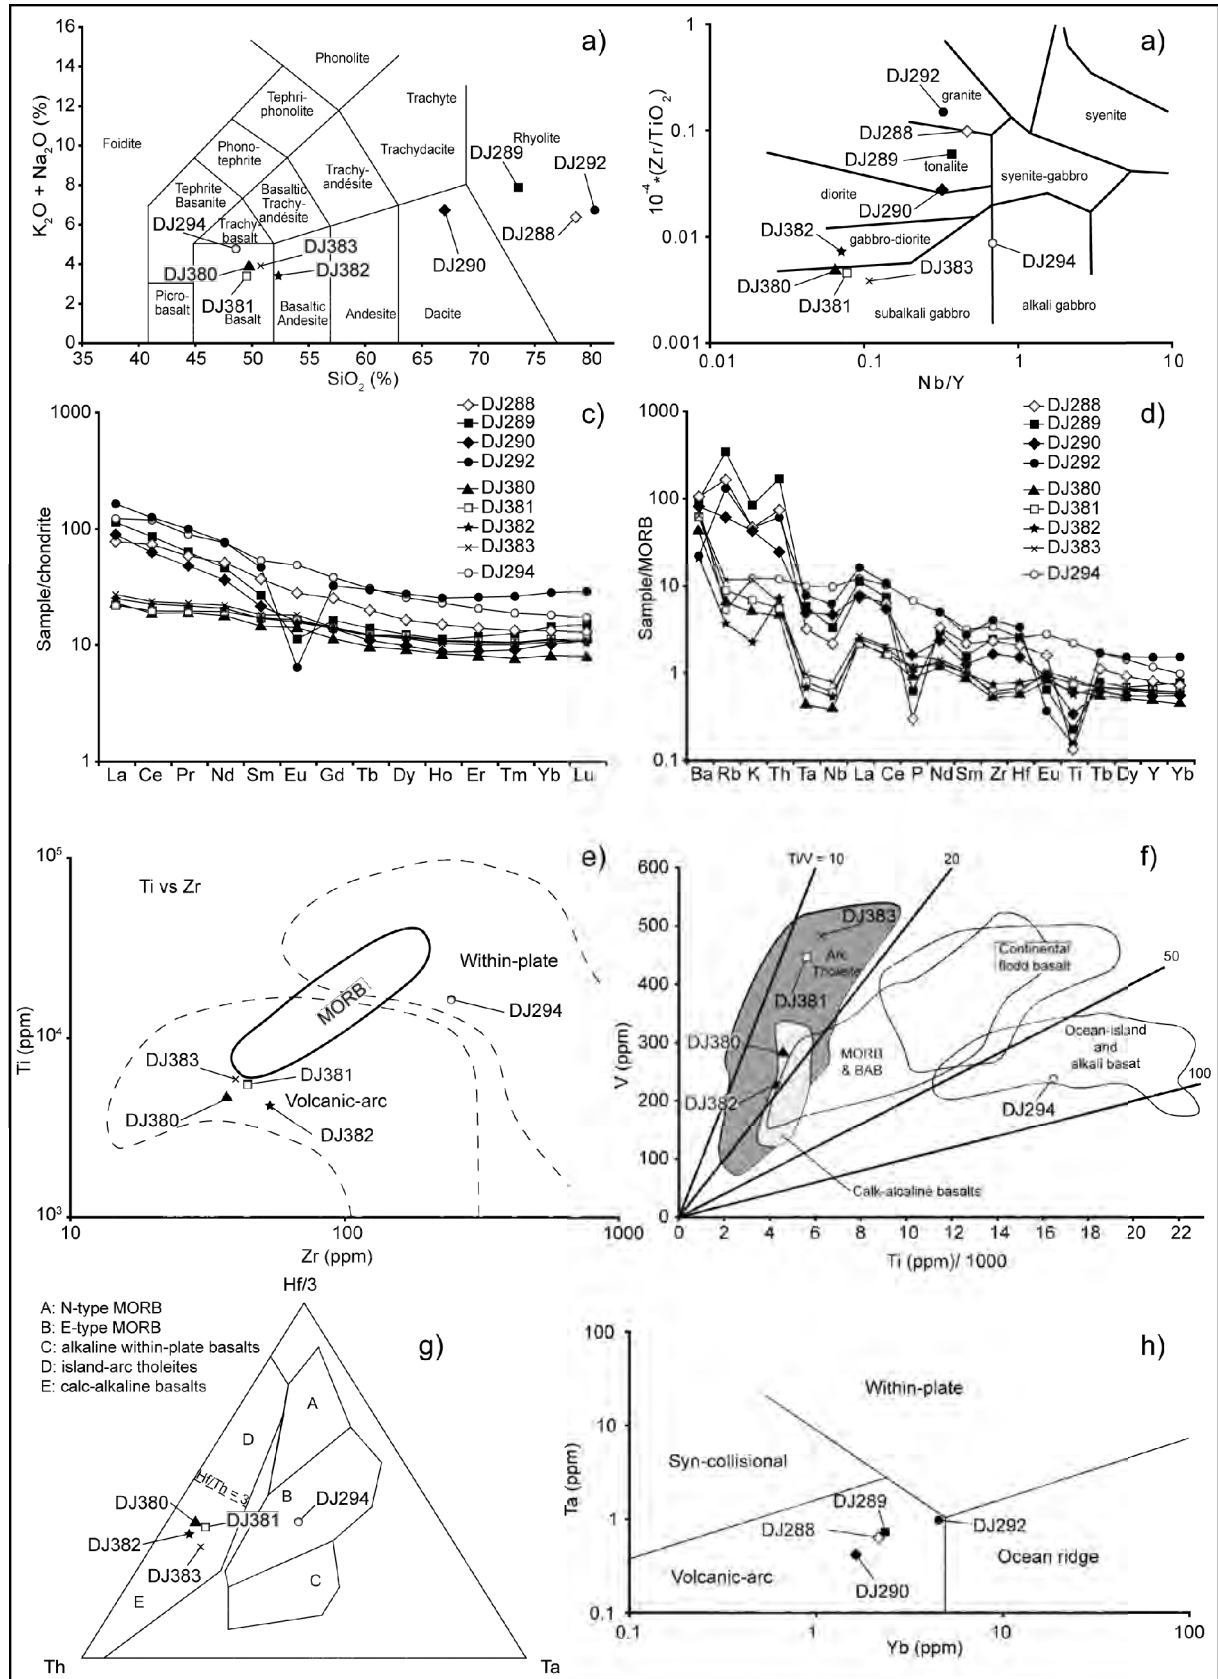 a)
K2O + Na2O (%)
16
14
12
10
8
6
4
2
0
35
40
45
50
55
60
65
70
75
80
SiO2 (%)
Phonolite
Tephri-
phonolite
Trachyte
Foidite
Phono-
tephrite
Trachydacite
Rhyolite
DJ289
DJ292
Tephrite
Basanite
Basaltic
Trachy-
andésite
Trachy-
andésite
DJ294
Trachy-
basalt
DJ383
DJ380
DJ382
DJ381
DJ290
DJ288
Picro-
basalt
Basalt
Basaltic
Andesite
Andesite
Dacite
a)
10-4*(Zr/TiO2)
1
0.1
0.01
0.001
0.01
0.1
1
10
Nb/Y
DJ292
granite
syenite
DJ288
DJ289
tonalite
syenite-gabbro
diorite
DJ290
DJ382
gabbro-diorite
DJ294
DJ380
DJ383
DJ381
subalkali gabbro
alkali gabbro
c)
Sample/chondrite
1000
100
10
1
DJ288
DJ289
DJ290
DJ292
DJ380
DJ381
DJ382
DJ383
DJ294
La Ce Pr Nd Sm Eu Gd Tb Dy Ho Er Tm Yb Lu
d)
Sample/MORB
1000
100
10
1
0.1
DJ288
DJ289
DJ290
DJ292
DJ380
DJ381
DJ382
DJ383
DJ294
Ba Rb K Th Ta Nb La Ce P Nd Sm Zr Hf Eu Ti Tb Dy Y Yb
e)
Ti (ppm)
105
104
103
10
100
1000
Zr (ppm)
Ti vs Zr
Within-plate
MORB
DJ294
DJ383
DJ381
Volcanic-arc
DJ380
DJ382
f)
V (ppm)
600
500
400
300
200
100
0
0 2 4 6 8 10 12 14 16 18 20 22
Ti (ppm)/ 1000
Ti/V = 10
20
50
100
DJ383
Arc
Tholeiite
DJ381
Continental
flodd basalt
DJ380
MORB
& BAB
Ocean-island
and
alkali basat
DJ382
DJ294
Calk-alcaline basalts
g)
Hf/3
A: N-type MORB
B: E-type MORB
C: alkaline within-plate basalts
D: island-arc tholeites
E: calc-alkaline basalts
A
D
Hf/Th = 3
B
DJ294
DJ380
DJ381
DJ382
DJ383
C
E
Th
Ta
h)
Ta (ppm)
100
10
1
0.1
0.1
1
10
100
Yb (ppm)
Within-plate
Syn-collisional
DJ289
DJ288
DJ292
DJ290
Volcanic-arc
Ocean ridge